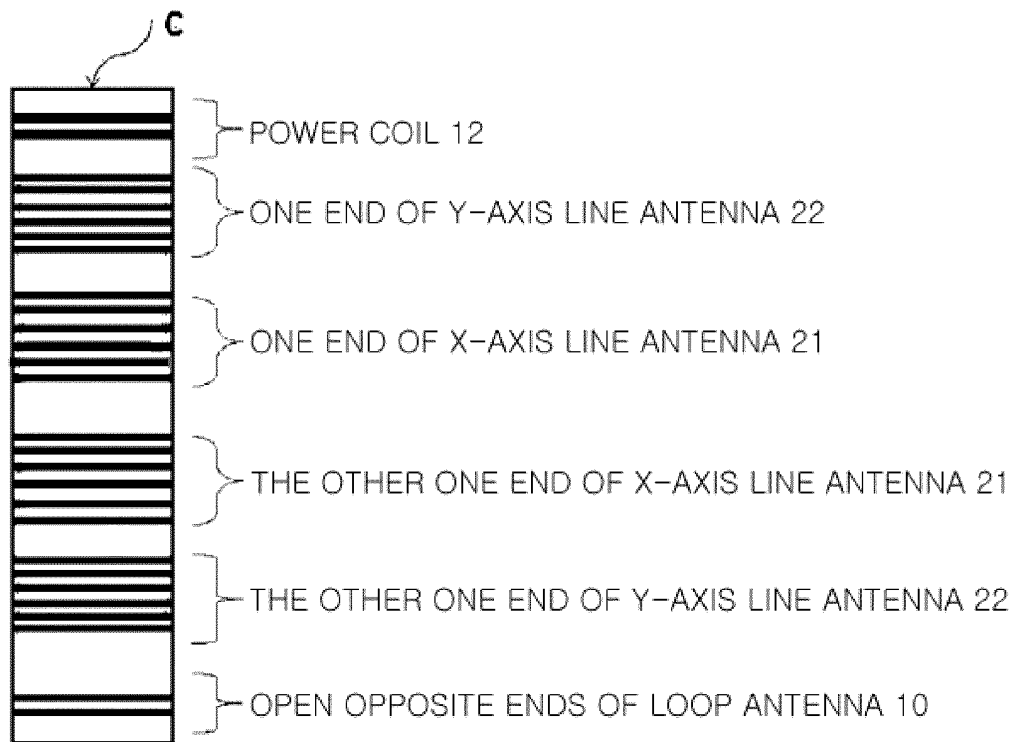 C
POWER COIL 12
ONE END OF Y-AXIS LINE ANTENNA 22
ONE END OF X-AXIS LINE ANTENNA 21
THE OTHER ONE END OF X-AXIS LINE ANTENNA 21
THE OTHER ONE END OF Y-AXIS LINE ANTENNA 22
OPEN OPPOSITE ENDS OF LOOP ANTENNA 10